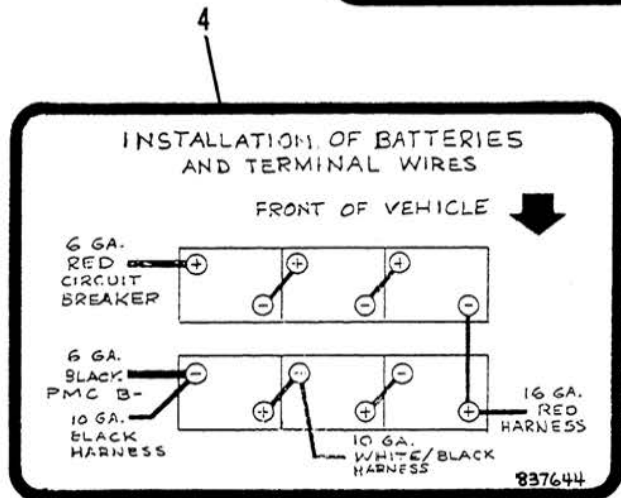 4
INSTALLATION OF BATTERIES
AND TERMINAL WIRES
FRONT OF VEHICLE
6 GA.
RED
CIRCUIT
BREAKER
+
+
+
-
-
-
6 GA.
BLACK
PMC B-
10 GA.
BLACK
HARNESS
-
-
-
+
+
+
10 GA.
WHITE/BLACK
HARNESS
16 GA.
RED
HARNESS
837644